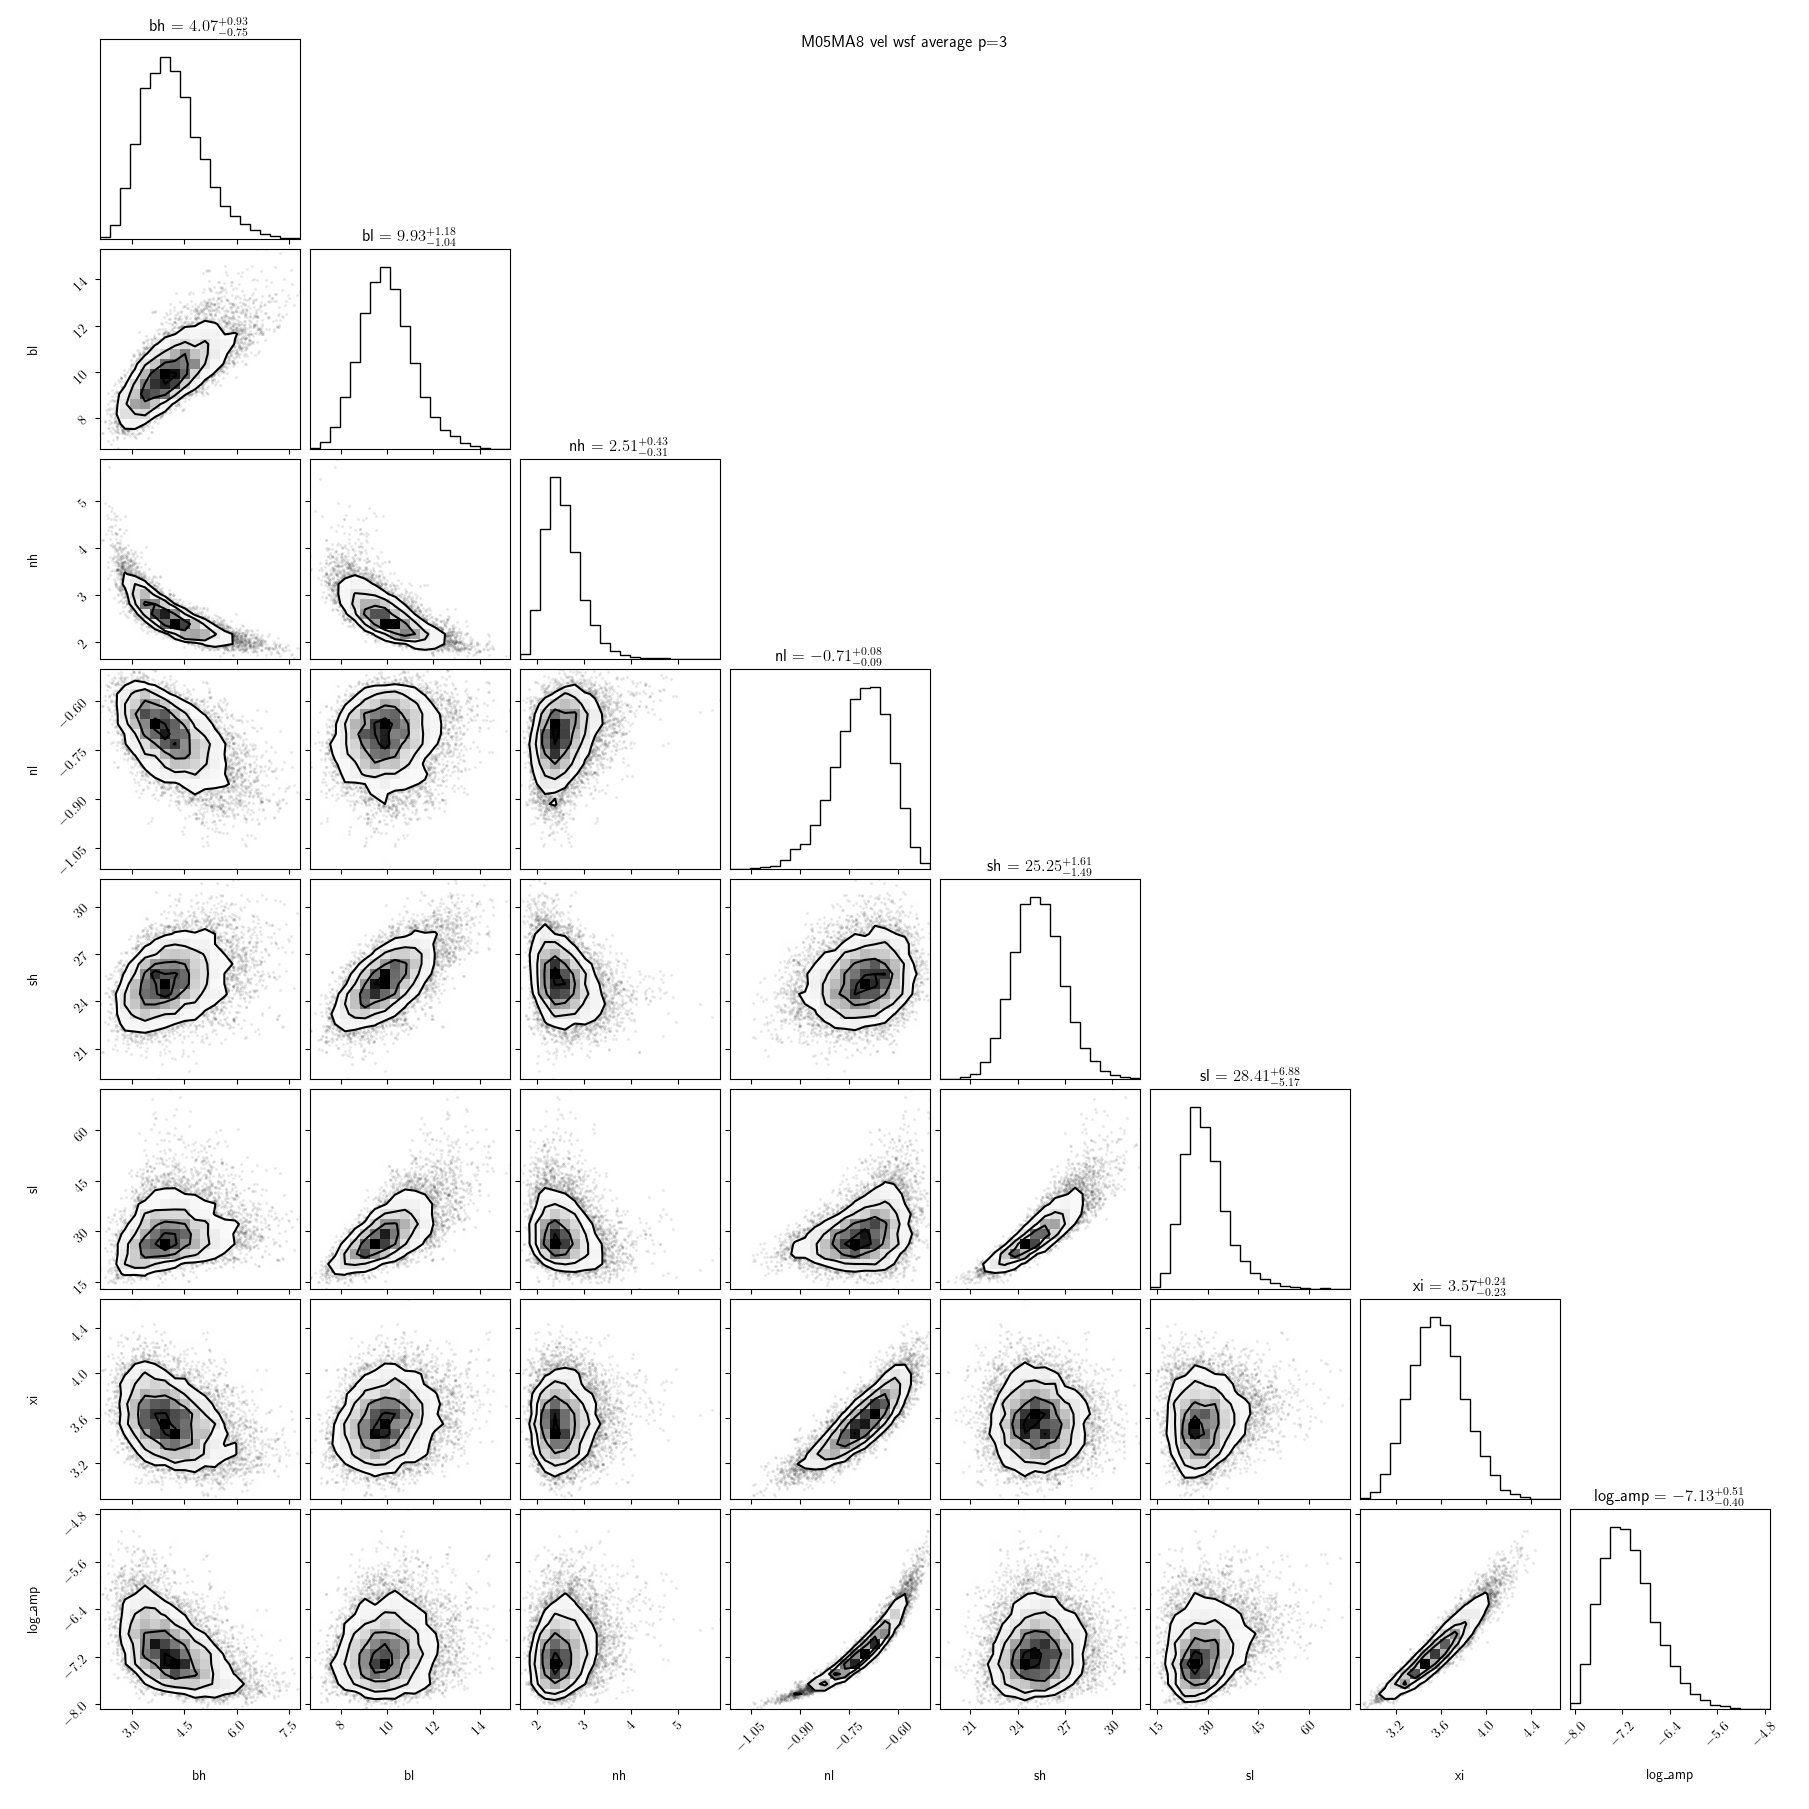 bh = 4.07+0.93−0.75
M05MA8 vel wsf average p=3
bl = 9.93+1.18−1.04
14
12
10
8
bl
nh = 2.51+0.43−0.31
5
4
3
2
nh
nl = −0.71+0.08−0.09
−0.60
−0.75
−0.90
−1.05
nl
sh = 25.25+1.61−1.49
30
27
24
21
sh
sl = 28.41+6.88−5.17
60
45
30
15
sl
xi = 3.57+0.24−0.23
4.4
4.0
3.6
3.2
xi
log_amp = −7.13+0.51−0.40
−4.8
−5.6
−6.4
−7.2
−8.0
log_amp
3.0 4.5 6.0 7.5 8 10 12 14 2 3 4 5 −1.05 −0.90 −0.75 −0.60 21 24 27 30 15 30 45 60 3.2 3.6 4.0 4.4 −8.0 −7.2 −6.4 −5.6 −4.8
bh bl nh nl sh sl xi log_amp